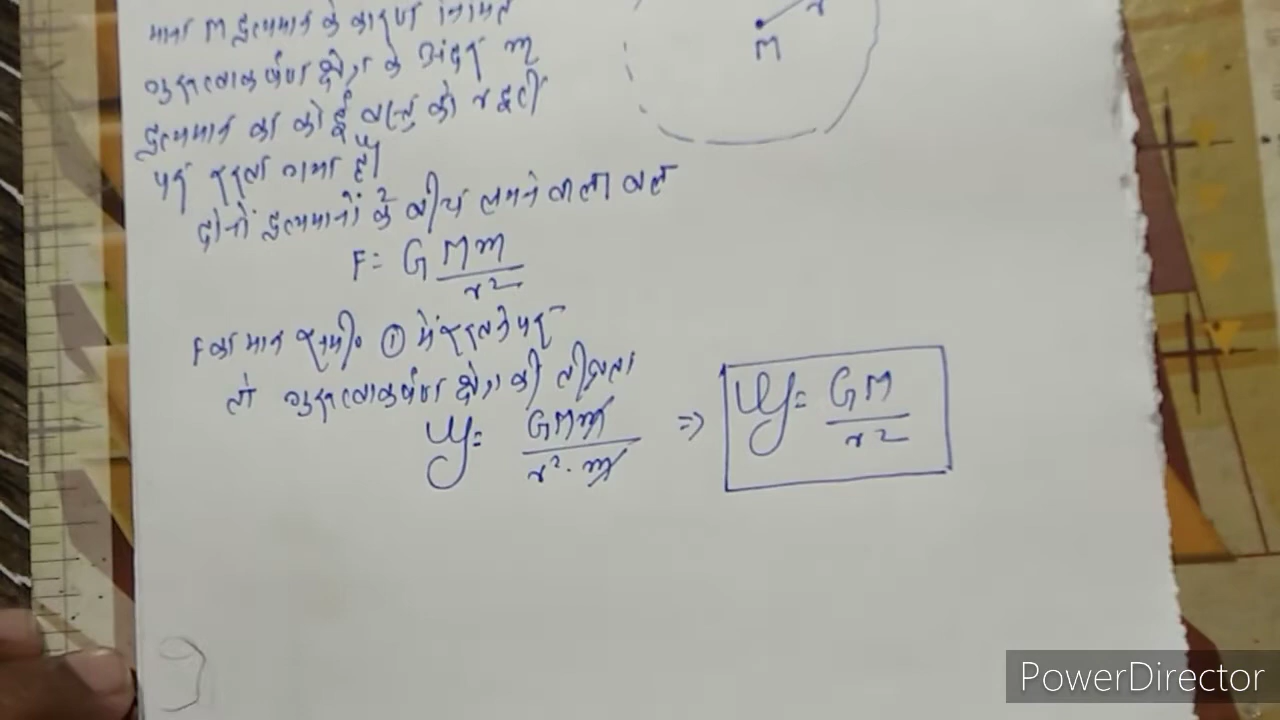 माना M द्रव्यमान के कारण निर्मित
गुरुत्वाकर्षण क्षेत्र के अंदर m
द्रव्यमान का कोई वस्तु को r दूरी
पर रखा गया है।
दोनों द्रव्यमानों के बीच लगने वाला बल
F = G Mm / r²
F का मान समी० ① में रखने पर
तो गुरुत्वाकर्षण क्षेत्र की तीव्रता
= GMm / r².m ⇒ = GM / r²
r
M
PowerDirector